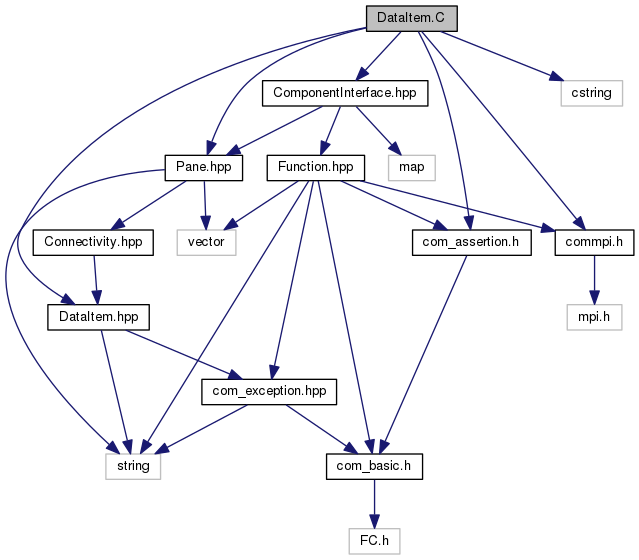 DataItem.C
ComponentInterface.hpp
cstring
Pane.hpp
Function.hpp
map
Connectivity.hpp
vector
com_assertion.h
commpi.h
DataItem.hpp
mpi.h
com_exception.hpp
string
com_basic.h
FC.h